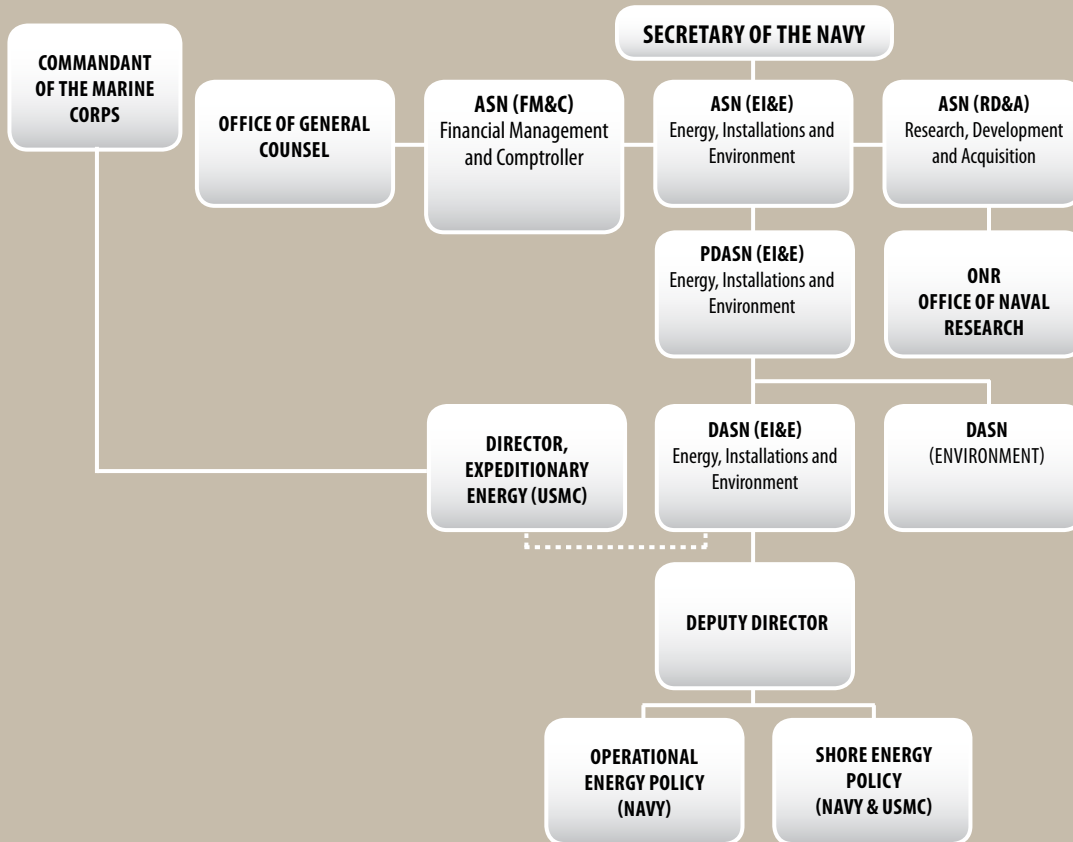 SECRETARY OF THE NAVY
COMMANDANT
OF THE MARINE
CORPS
OFFICE OF GENERAL
COUNSEL
ASN (FM&C)
Financial Management
and Comptroller
ASN (EI&E)
Energy, Installations and
Environment
ASN (RD&A)
Research, Development
and Acquisition
PDASN (EI&E)
Energy, Installations and
Environment
ONR
OFFICE OF NAVAL
RESEARCH
DIRECTOR,
EXPEDITIONARY
ENERGY (USMC)
DASN (EI&E)
Energy, Installations and
Environment
DASN
(ENVIRONMENT)
DEPUTY DIRECTOR
OPERATIONAL
ENERGY POLICY
(NAVY)
SHORE ENERGY
POLICY
(NAVY & USMC)